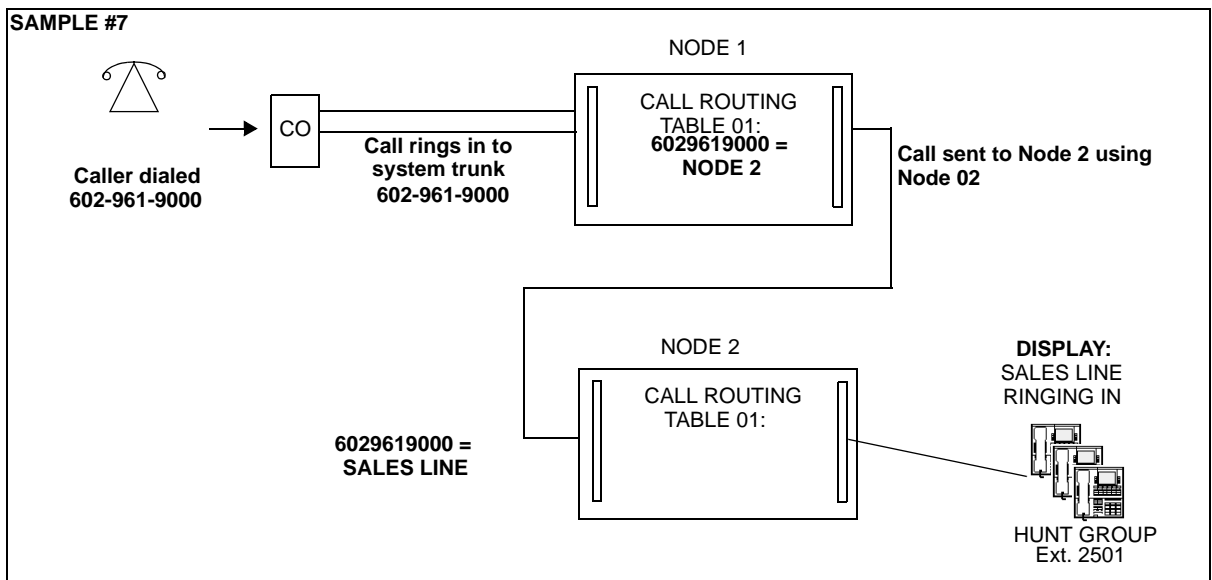 SAMPLE #7
NODE 1
CO
Caller dialed
602-961-9000
Call rings in to
system trunk
602-961-9000
CALL ROUTING
TABLE 01:
6029619000 =
NODE 2
Call sent to Node 2 using
Node 02
NODE 2
CALL ROUTING
TABLE 01:
6029619000 =
SALES LINE
DISPLAY:
SALES LINE
RINGING IN
HUNT GROUP
Ext. 2501